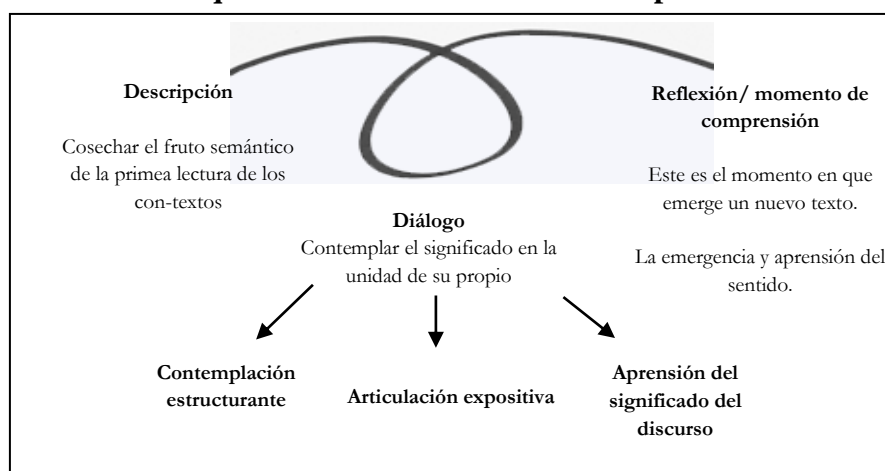 Descripción
Cosechar el fruto semántico
de la primea lectura de los
con-textos
Reflexión/ momento de
comprensión
Este es el momento en que
emerge un nuevo texto.
La emergencia y aprensión del
sentido.
Diálogo
Contemplar el significado en la
unidad de su propio
Contemplación
estructurante
Articulación expositiva
Aprensión del
significado del
discurso